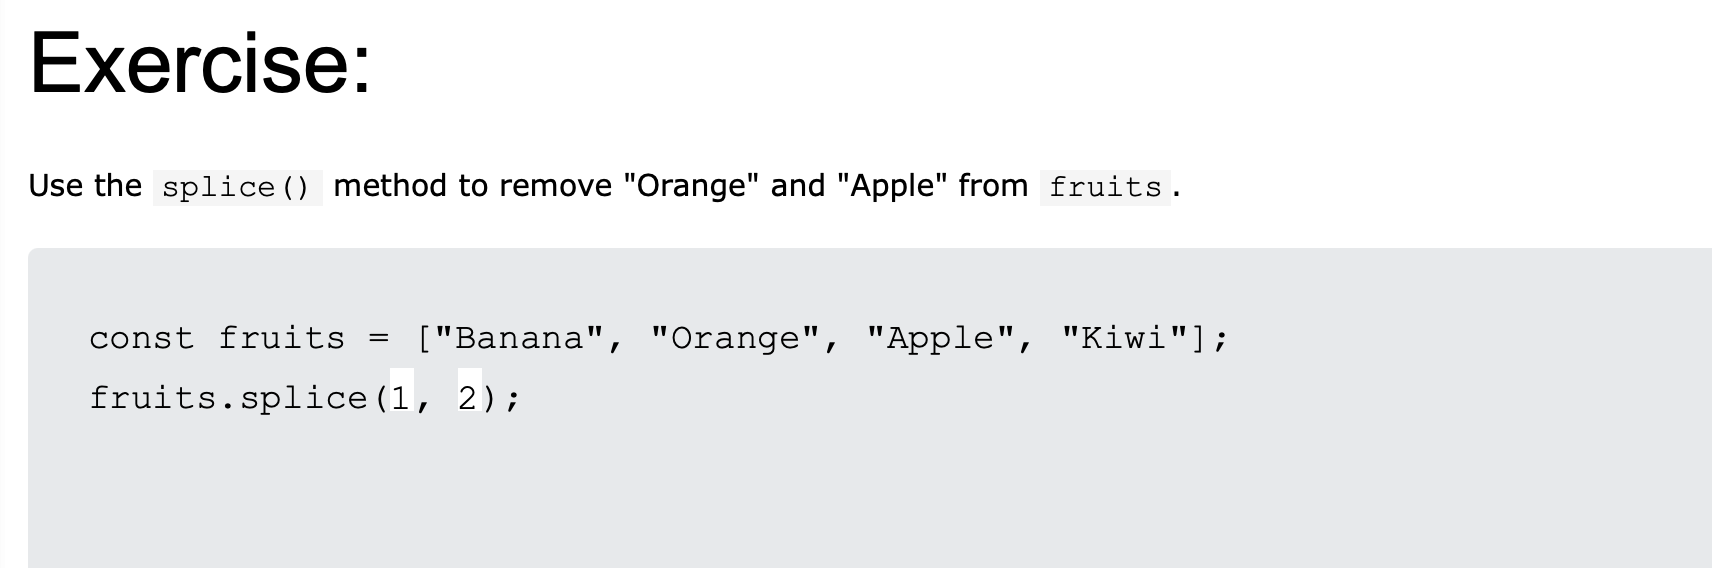 Exercise:
Use the splice() method to remove "Orange" and "Apple" from fruits.
const fruits = ["Banana", "Orange", "Apple", "Kiwi"];
fruits.splice(1, 2);